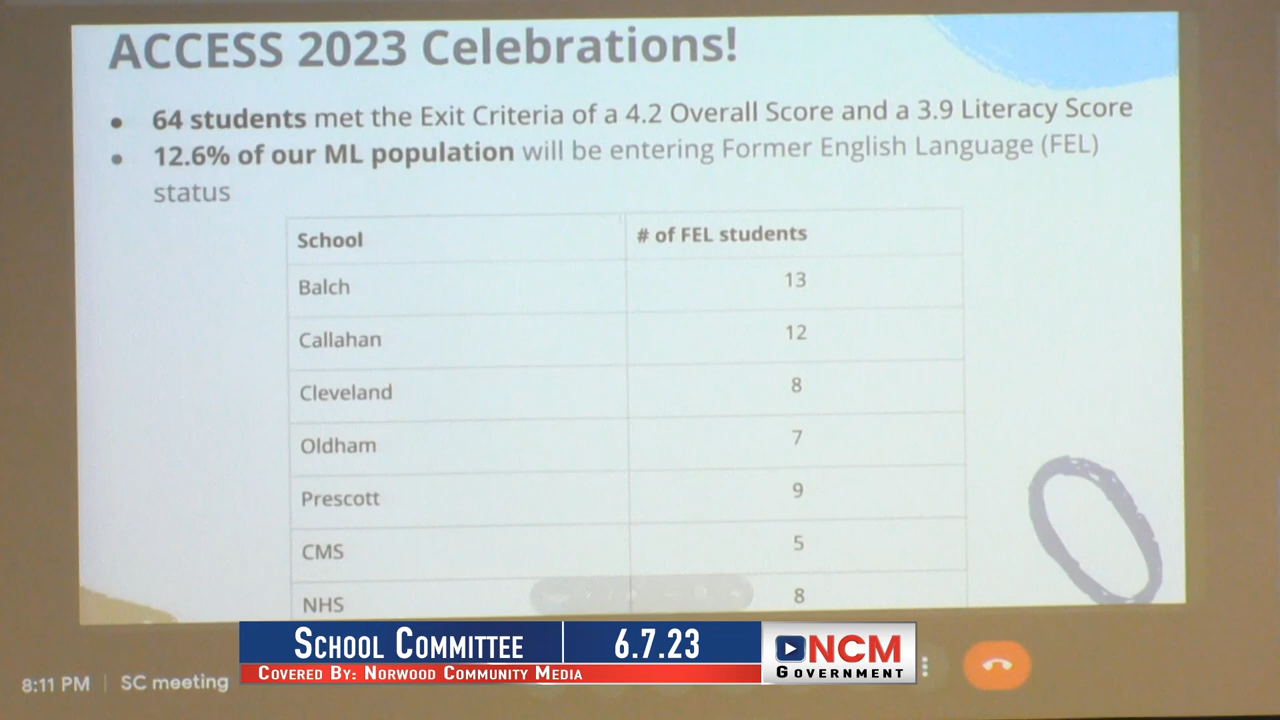 ACCESS 2023 Celebrations!
• 64 students met the Exit Criteria of a 4.2 Overall Score and a 3.9 Literacy Score
• 12.6% of our ML population will be entering Former English Language (FEL)
status
School # of FEL students
Balch 13
Callahan 12
Cleveland 8
Oldham 7
Prescott 9
CMS 5
NHS 8
8:11 PM | SC meeting
SCHOOL COMMITTEE 6.7.23
COVERED BY: NORWOOD COMMUNITY MEDIA
NCM
GOVERNMENT